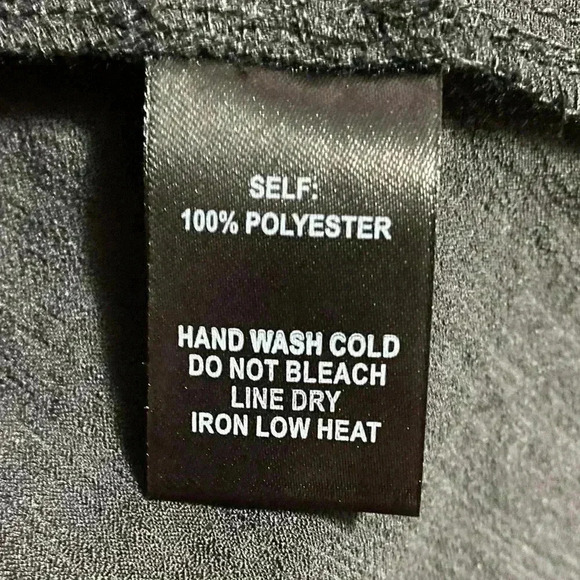 SELF:
100% POLYESTER
HAND WASH COLD
DO NOT BLEACH
LINE DRY
IRON LOW HEAT